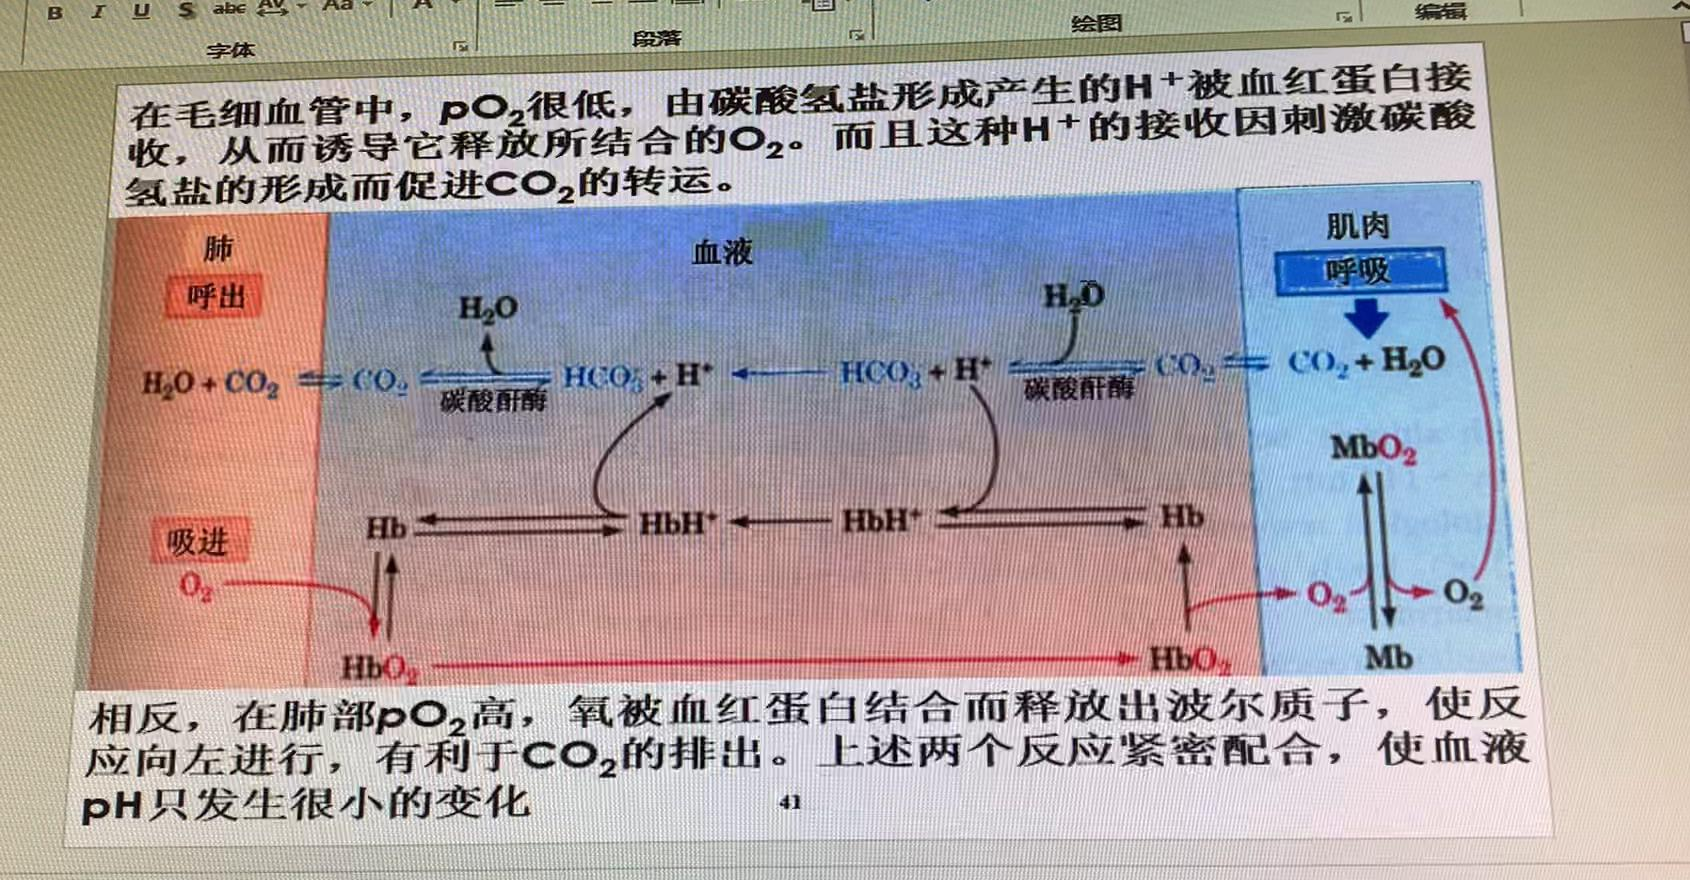 B I U S abc AV Aa A
字体 段落 绘图 编辑
在毛细血管中，pO₂很低，由碳酸氢盐形成产生的H⁺被血红蛋白接
收，从而诱导它释放所结合的O₂。而且这种H⁺的接收因刺激碳酸
氢盐的形成而促进CO₂的转运。
肺 血液 肌肉
呼出 呼吸
H₂O H₂O
H₂O + CO₂ ⇌ CO₂ ⇌ HCO₃⁻ + H⁺ ← HCO₃ + H⁺ ⇌ CO₂ ⇌ CO₂ + H₂O
碳酸酐酶 碳酸酐酶
MbO₂
吸进 Hb ⇌ HbH⁺ ← HbH⁺ ⇌ Hb
O₂ O₂ O₂
HbO₂ → HbO₂ Mb
相反，在肺部pO₂高，氧被血红蛋白结合而释放出波尔质子，使反
应向左进行，有利于CO₂的排出。上述两个反应紧密配合，使血液
pH只发生很小的变化
41